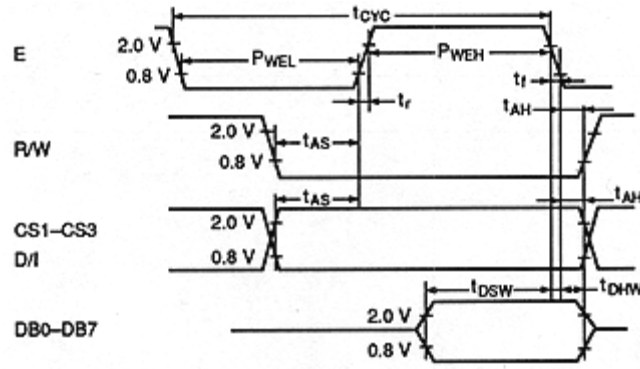 tCYC
E
2.0 V
0.8 V
PWEL
PWEH
tf
tr
tAH
R/W
2.0 V
0.8 V
tAS
tAS
tAH
CS1–CS3
D/I
2.0 V
0.8 V
tDSW
tDHW
DB0–DB7
2.0 V
0.8 V